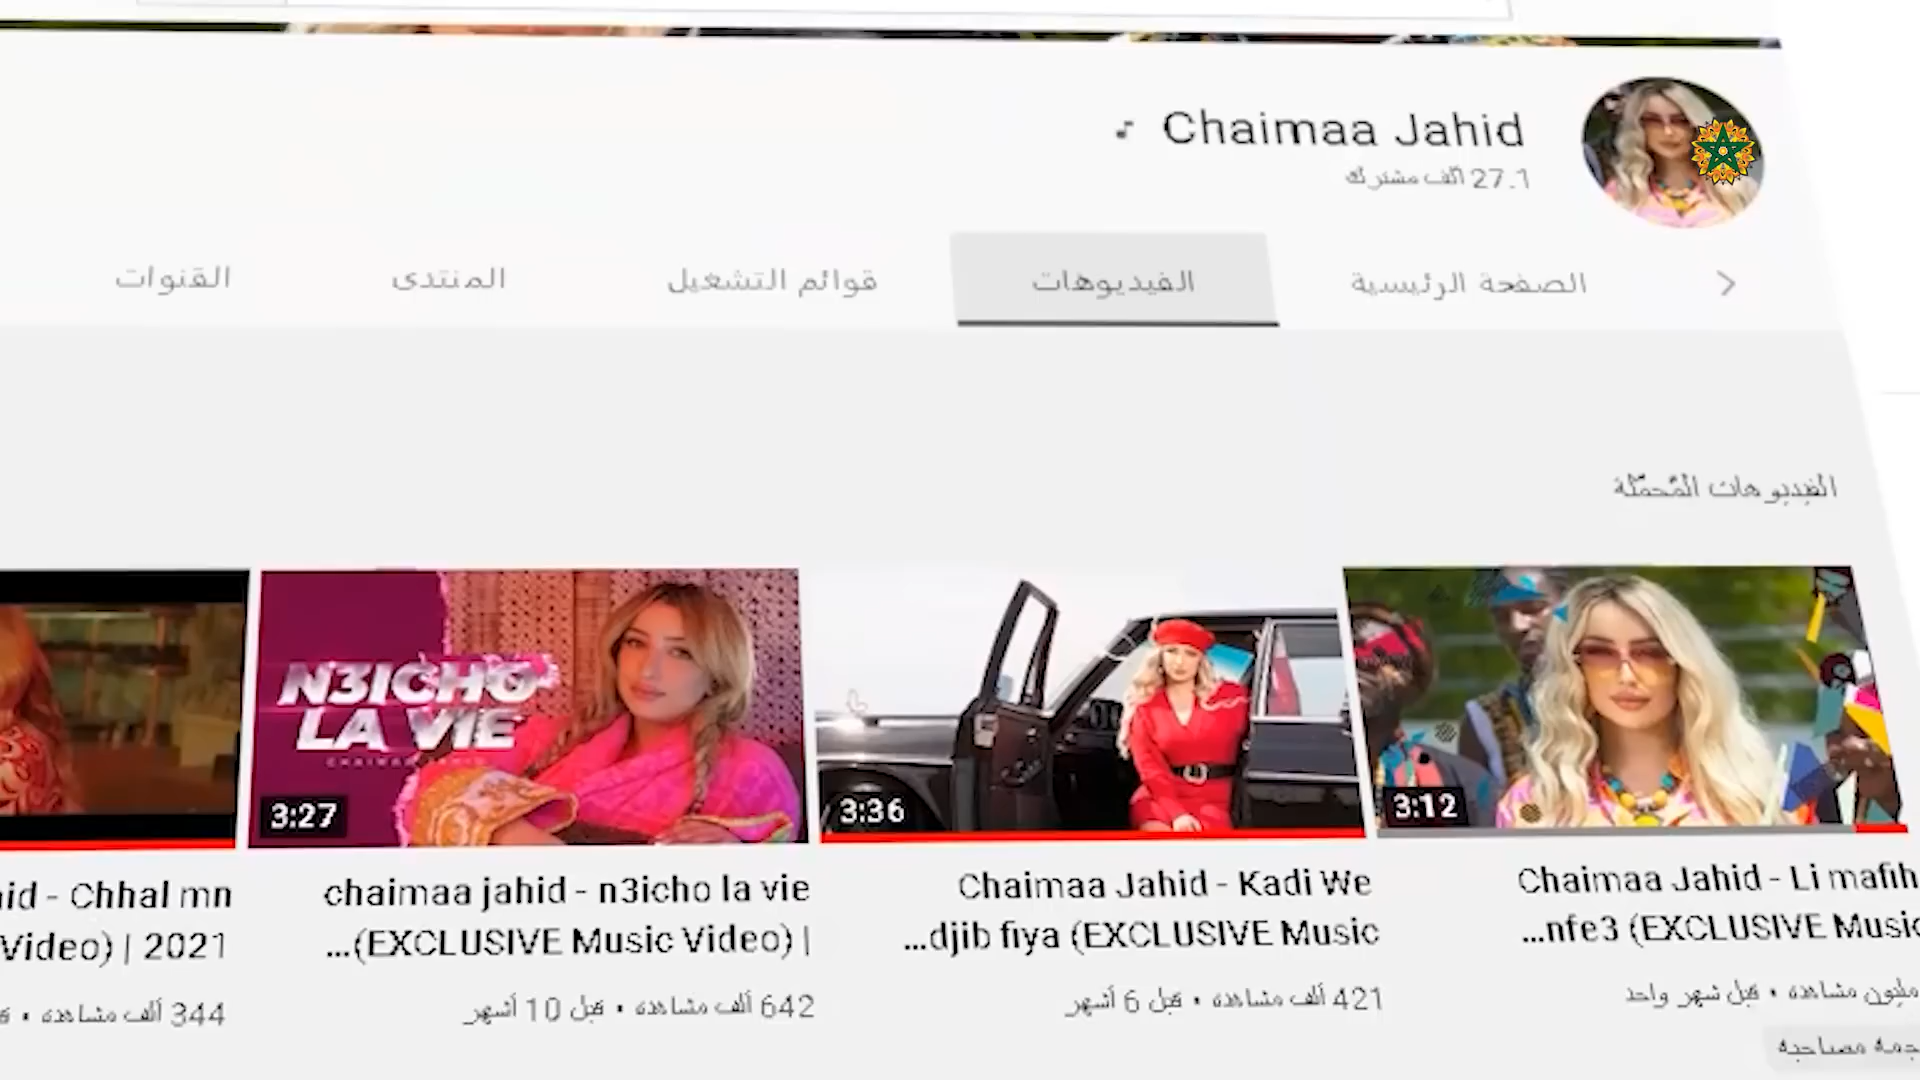 Chaimaa Jahid
27.1 ألف مشترك
الصفحة الرئيسية
الفيديوهات
قوائم التشغيل
المنتدى
القنوات
الفيديوهات المُحمّلة
3:12
3:36
N3ICHO
LA VIE
3:27
Chaimaa Jahid - Li mafih
...nfe3 (EXCLUSIVE Music
مليون مشاهدة • قبل شهر واحد
Chaimaa Jahid - Kadi We
...djib fiya (EXCLUSIVE Music
421 ألف مشاهدة • قبل 6 أشهر
chaimaa jahid - n3icho la vie
...(EXCLUSIVE Music Video) |
642 ألف مشاهدة • قبل 10 أشهر
- Chhal mn
Video) | 2021
344 ألف مشاهدة •